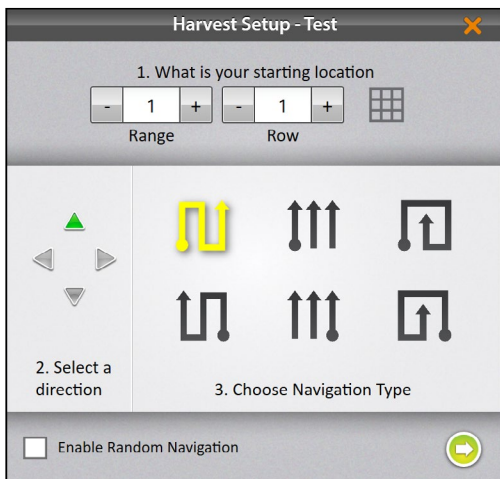 Harvest Setup - Test
1. What is your starting location
- 1 + - 1 +
Range Row
2. Select a
direction
3. Choose Navigation Type
Enable Random Navigation